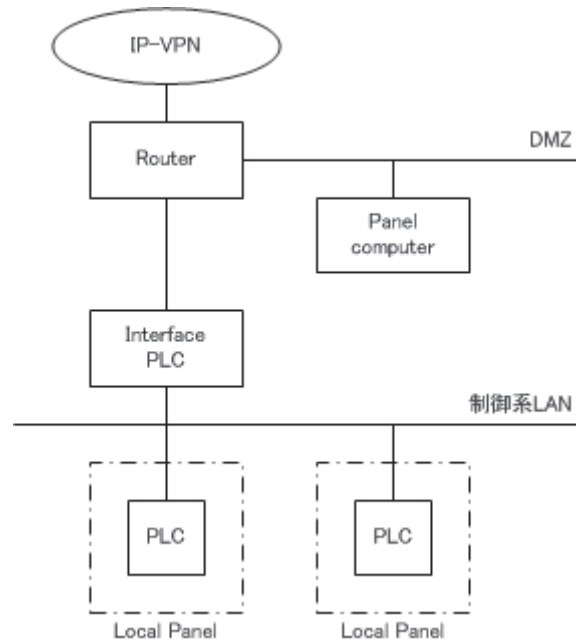 IP-VPN
Router
DMZ
Panel
computer
Interface
PLC
制御系LAN
PLC
PLC
Local Panel
Local Panel